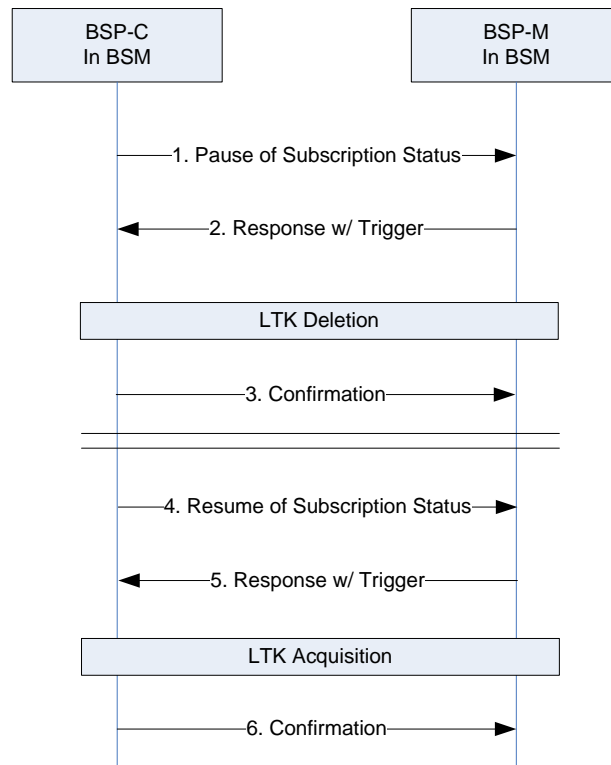 BSP-C
In BSM
BSP-M
In BSM
1. Pause of Subscription Status
2. Response w/ Trigger
LTK Deletion
3. Confirmation
4. Resume of Subscription Status
5. Response w/ Trigger
LTK Acquisition
6. Confirmation